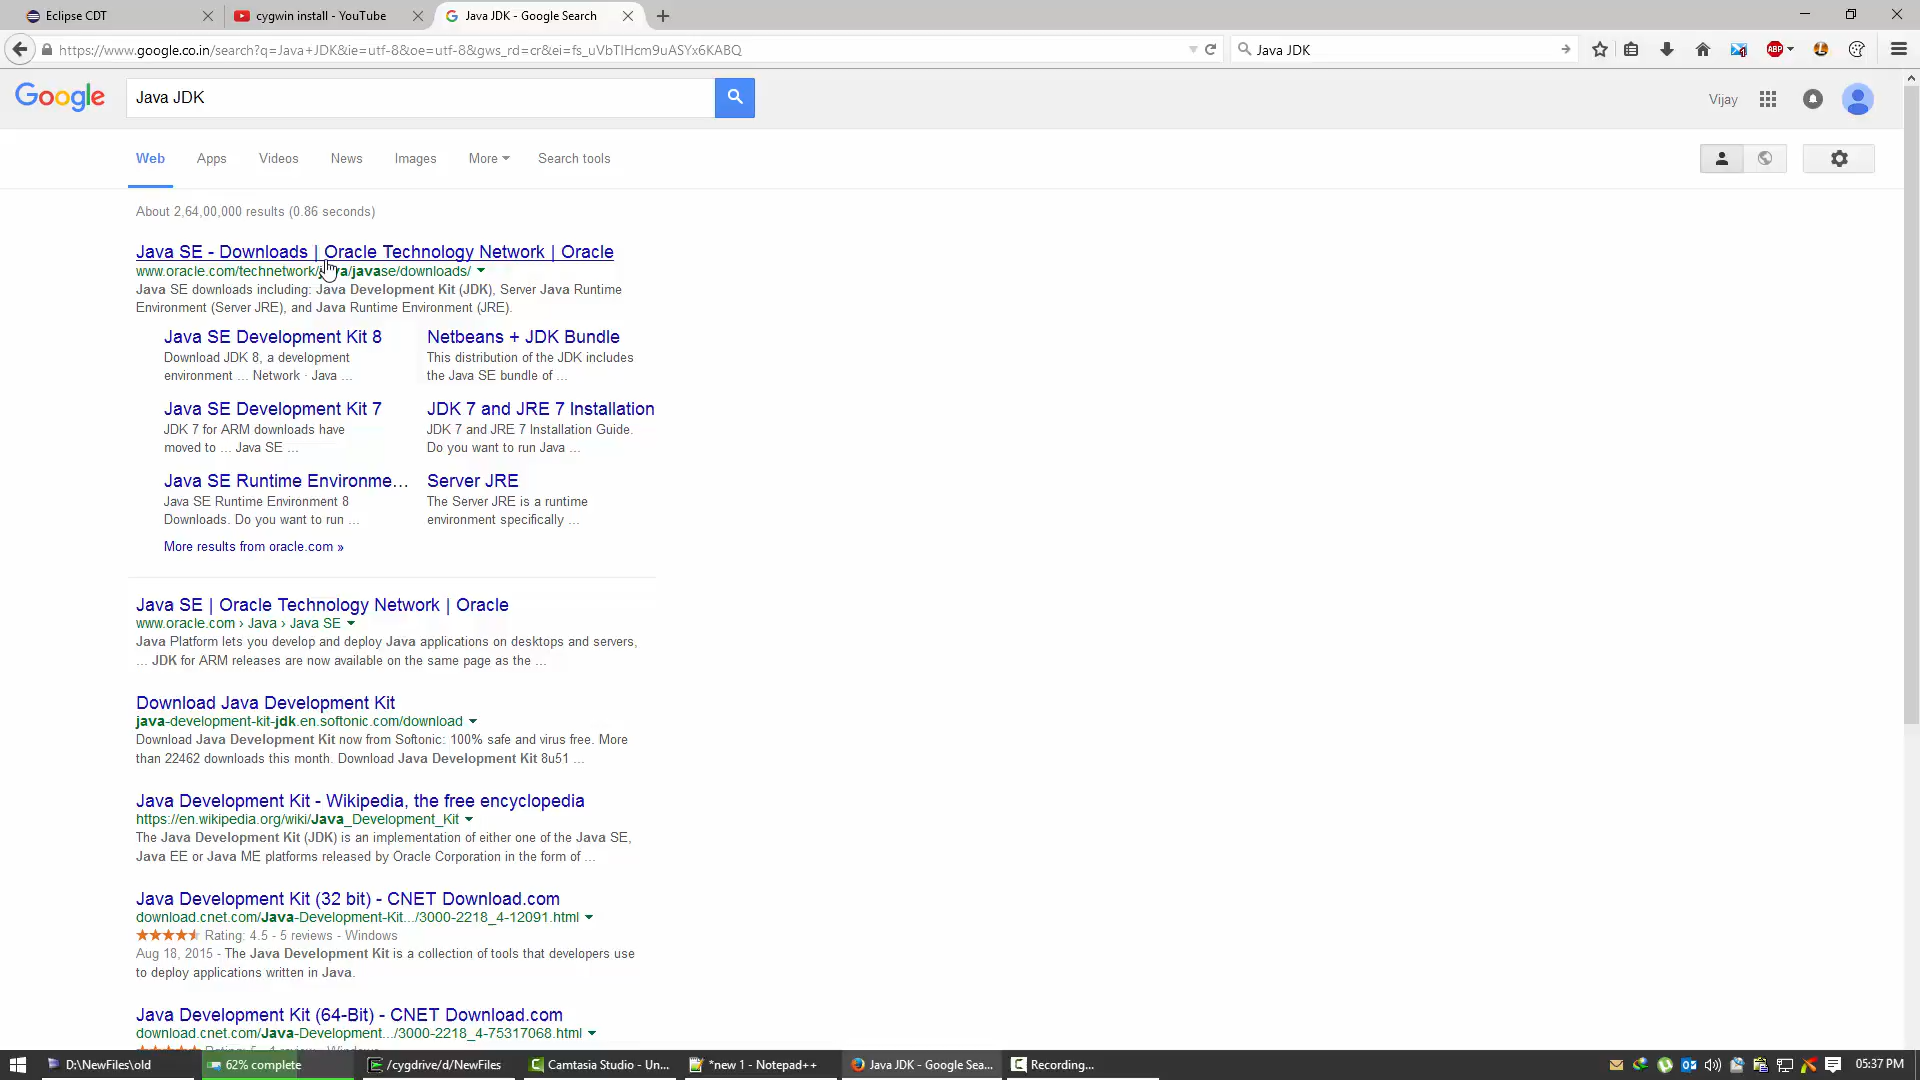 Eclipse CDT
cygwin install - YouTube
Java JDK - Google Search
https://www.google.co.in/search?q=Java+JDK&ie=utf-8&oe=utf-8&gws_rd=cr&ei=fs_uVbTIHcm9uASYx6KABQ
Java JDK
ABP
Google
Java JDK
Vijay
Web
Apps
Videos
News
Images
More
Search tools
About 2,64,00,000 results (0.86 seconds)
Java SE - Downloads | Oracle Technology Network | Oracle
www.oracle.com/technetwork/java/javase/downloads/
Java SE downloads including: Java Development Kit (JDK), Server Java Runtime
Environment (Server JRE), and Java Runtime Environment (JRE).
Java SE Development Kit 8
Download JDK 8, a development
environment ... Network · Java ...
Netbeans + JDK Bundle
This distribution of the JDK includes
the Java SE bundle of ...
Java SE Development Kit 7
JDK 7 for ARM downloads have
moved to ... Java SE ...
JDK 7 and JRE 7 Installation
JDK 7 and JRE 7 Installation Guide.
Do you want to run Java ...
Java SE Runtime Environme...
Java SE Runtime Environment 8
Downloads. Do you want to run ...
Server JRE
The Server JRE is a runtime
environment specifically ...
More results from oracle.com »
Java SE | Oracle Technology Network | Oracle
www.oracle.com › Java › Java SE
Java Platform lets you develop and deploy Java applications on desktops and servers,
... JDK for ARM releases are now available on the same page as the ...
Download Java Development Kit
java-development-kit-jdk.en.softonic.com/download
Download Java Development Kit now from Softonic: 100% safe and virus free. More
than 22462 downloads this month. Download Java Development Kit 8u51 ...
Java Development Kit - Wikipedia, the free encyclopedia
https://en.wikipedia.org/wiki/Java_Development_Kit
The Java Development Kit (JDK) is an implementation of either one of the Java SE,
Java EE or Java ME platforms released by Oracle Corporation in the form of ...
Java Development Kit (32 bit) - CNET Download.com
download.cnet.com/Java-Development-Kit.../3000-2218_4-12091.html
Rating: 4.5 - 5 reviews - Windows
Aug 18, 2015 - The Java Development Kit is a collection of tools that developers use
to deploy applications written in Java.
Java Development Kit (64-Bit) - CNET Download.com
download.cnet.com/Java-Development.../3000-2218_4-75317068.html
D:\NewFiles\old
62% complete
/cygdrive/d/NewFiles
Camtasia Studio - Un...
*new 1 - Notepad++
Java JDK - Google Sea...
Recording...
05:37 PM